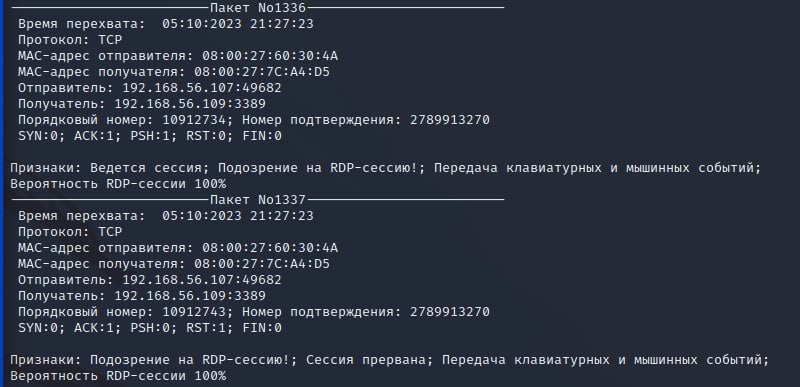 Пакет No1336
Время перехвата:  05:10:2023 21:27:23
Протокол: TCP
MAC-адрес отправителя: 08:00:27:60:30:4A
MAC-адрес получателя: 08:00:27:7C:A4:D5
Отправитель: 192.168.56.107:49682
Получатель: 192.168.56.109:3389
Порядковый номер: 10912734; Номер подтверждения: 2789913270
SYN:0; ACK:1; PSH:1; RST:0; FIN:0
Признаки: Ведется сессия; Подозрение на RDP-сессию!; Передача клавиатурных и мышинных событий;
Вероятность RDP-сессии 100%
Пакет No1337
Время перехвата:  05:10:2023 21:27:23
Протокол: TCP
MAC-адрес отправителя: 08:00:27:60:30:4A
MAC-адрес получателя: 08:00:27:7C:A4:D5
Отправитель: 192.168.56.107:49682
Получатель: 192.168.56.109:3389
Порядковый номер: 10912743; Номер подтверждения: 2789913270
SYN:0; ACK:1; PSH:0; RST:1; FIN:0
Признаки: Подозрение на RDP-сессию!; Сессия прервана; Передача клавиатурных и мышинных событий;
Вероятность RDP-сессии 100%